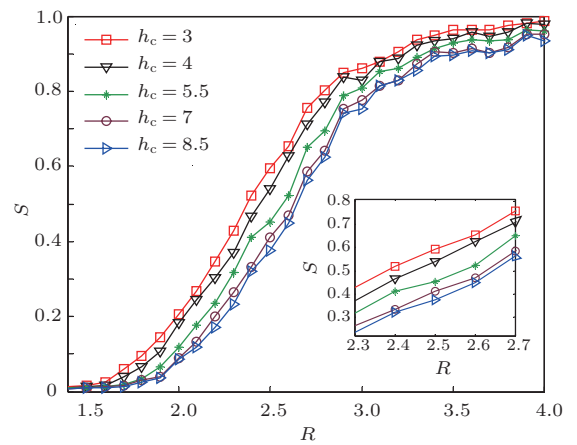 1.0
0.8
0.6
0.4
0.2
0
S
h_c = 3
h_c = 4
h_c = 5.5
h_c = 7
h_c = 8.5
0.8
0.7
0.6
0.5
0.4
0.3
S
2.3 2.4 2.5 2.6 2.7
R
1.5 2.0 2.5 3.0 3.5 4.0
R